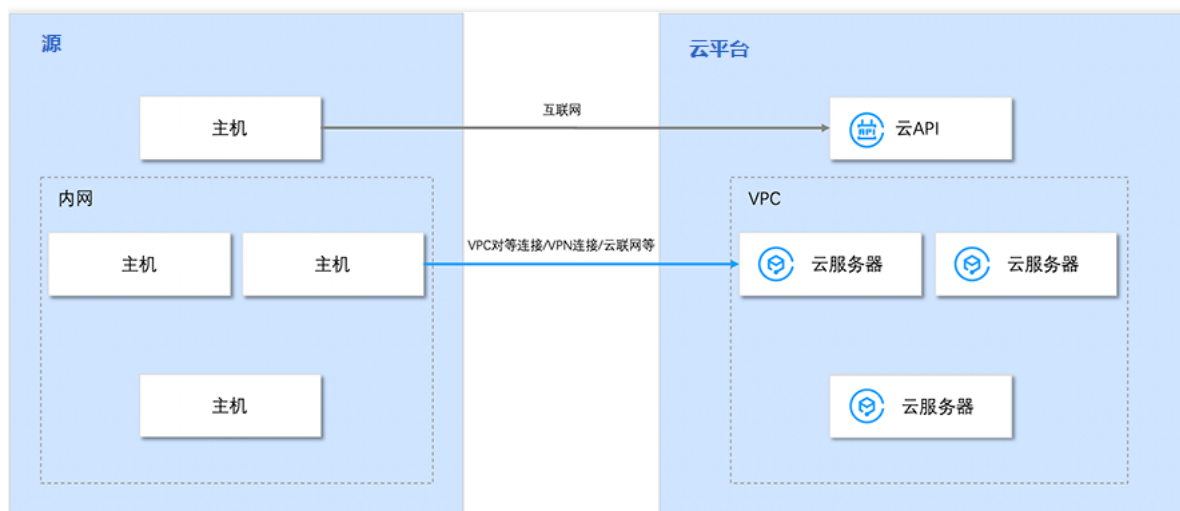 源
云平台
主机
互联网
API
云API
内网
VPC
主机
主机
VPC对等连接/VPN连接/云联网等
云服务器
云服务器
主机
云服务器